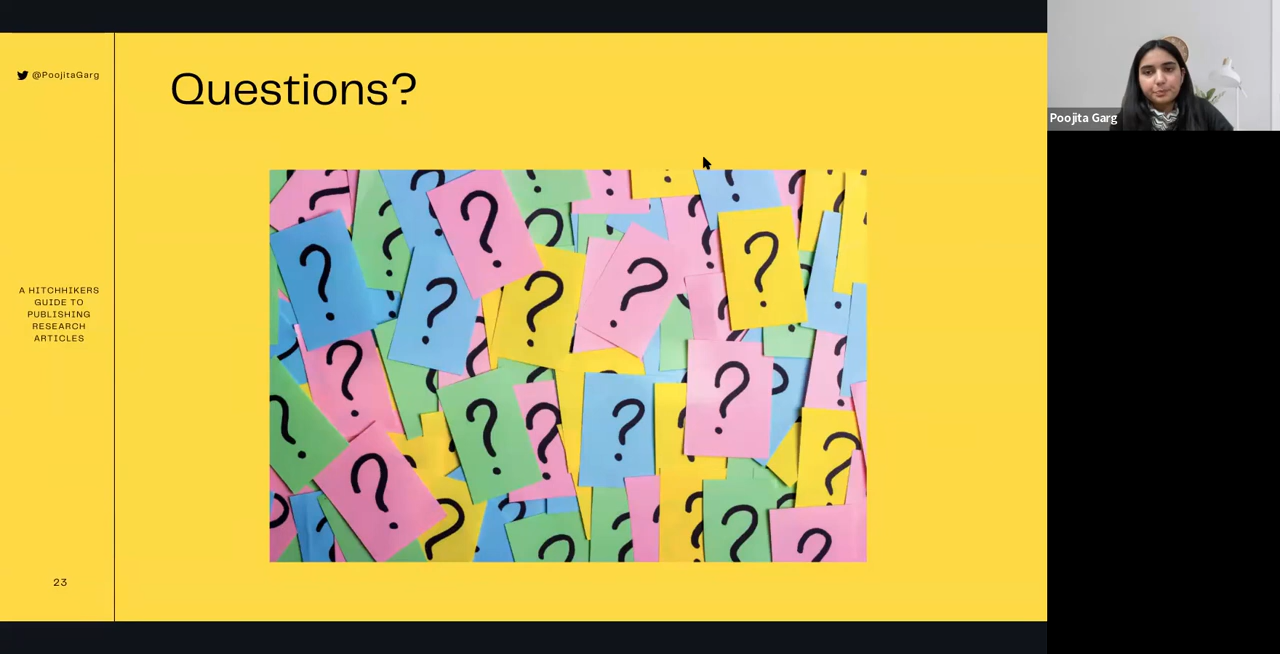 @PoojitaGarg
Questions?
A HITCHHIKERS
GUIDE TO
PUBLISHING
RESEARCH
ARTICLES
23
Poojita Garg